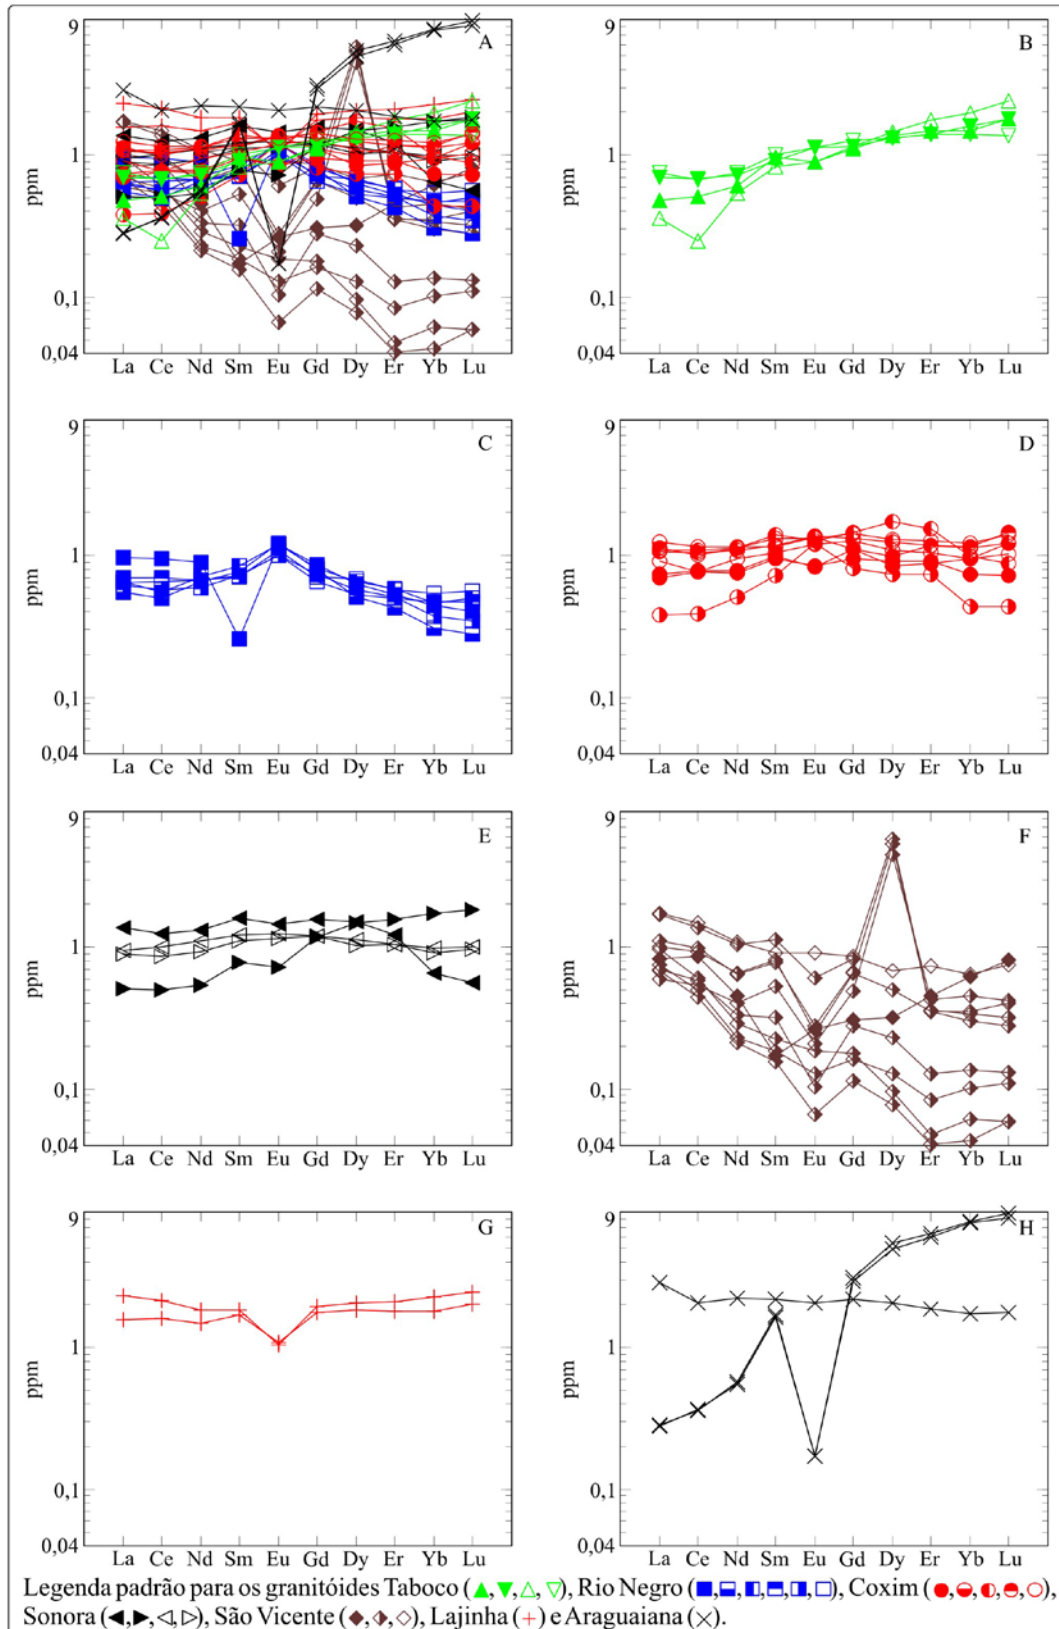 9
A
1
ppm
0,1
0,04
La Ce Nd Sm Eu Gd Dy Er Yb Lu
9
B
1
ppm
0,1
0,04
La Ce Nd Sm Eu Gd Dy Er Yb Lu
9
C
1
ppm
0,1
0,04
La Ce Nd Sm Eu Gd Dy Er Yb Lu
9
D
1
ppm
0,1
0,04
La Ce Nd Sm Eu Gd Dy Er Yb Lu
9
E
1
ppm
0,1
0,04
La Ce Nd Sm Eu Gd Dy Er Yb Lu
9
F
1
ppm
0,1
0,04
La Ce Nd Sm Eu Gd Dy Er Yb Lu
9
G
1
ppm
0,1
0,04
La Ce Nd Sm Eu Gd Dy Er Yb Lu
9
H
1
ppm
0,1
0,04
La Ce Nd Sm Eu Gd Dy Er Yb Lu
Legenda padrão para os granitóides Taboco (▲,▼,△,▽), Rio Negro (■,⬓,◧,⬒,◨,□), Coxim (●,◒,◐,◓,○),
Sonora (◀,▶,◁,▷), São Vicente (◆,⬗,◇), Lajinha (+) e Araguaiana (×).